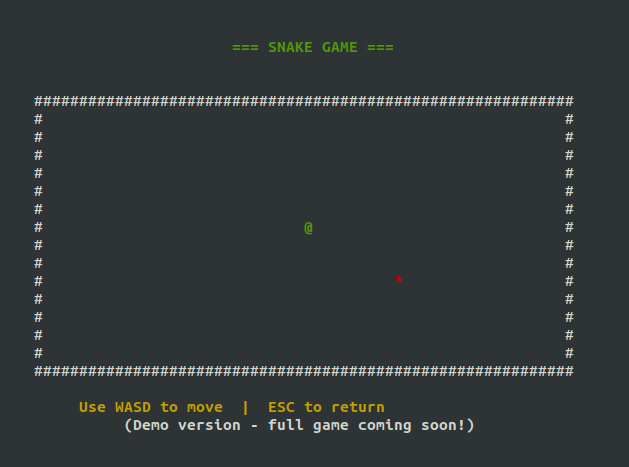 === SNAKE GAME ===
############################################################
#                                                          #
#                                                          #
#                                                          #
#                                                          #
#                                                          #
#                                                          #
#                             @                            #
#                                                          #
#                                                          #
#                                       *                  #
#                                                          #
#                                                          #
#                                                          #
#                                                          #
############################################################
Use WASD to move  |  ESC to return
(Demo version - full game coming soon!)